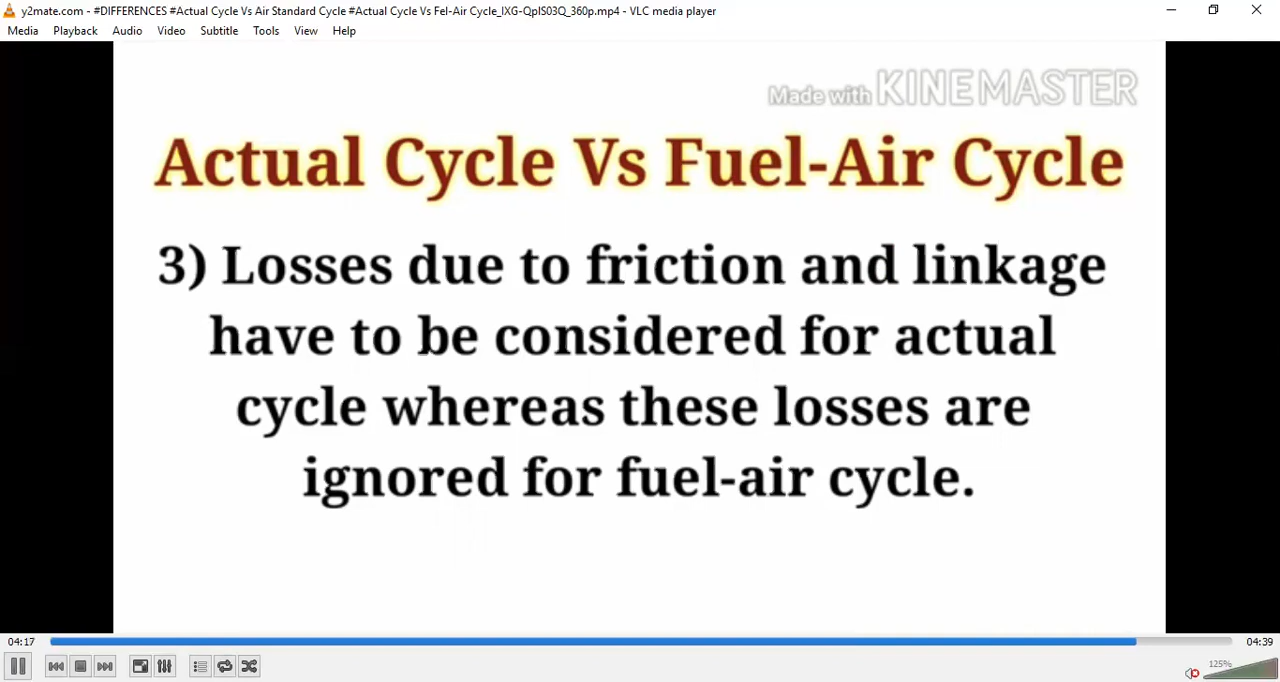 y2mate.com - #DIFFERENCES #Actual Cycle Vs Air Standard Cycle #Actual Cycle Vs Fel-Air Cycle_IXG-QpIS03Q_360p.mp4 - VLC media player
Media Playback Audio Video Subtitle Tools View Help
Made with KINEMASTER
Actual Cycle Vs Fuel-Air Cycle
3) Losses due to friction and linkage
have to be considered for actual
cycle whereas these losses are
ignored for fuel-air cycle.
04:17 04:39
125%